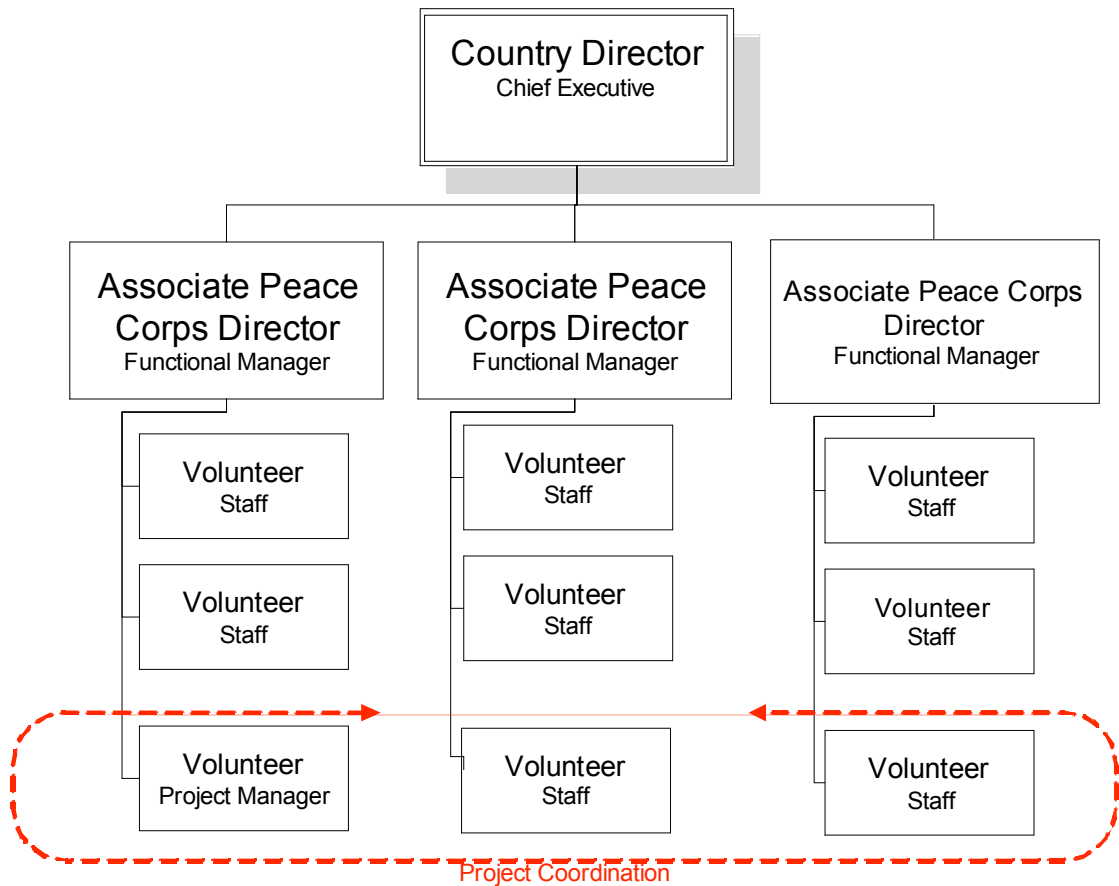 Country Director
Chief Executive
Associate Peace
Corps Director
Functional Manager
Associate Peace
Corps Director
Functional Manager
Associate Peace Corps
Director
Functional Manager
Volunteer
Staff
Volunteer
Staff
Volunteer
Staff
Volunteer
Staff
Volunteer
Staff
Volunteer
Staff
Volunteer
Project Manager
Volunteer
Staff
Volunteer
Staff
Project Coordination